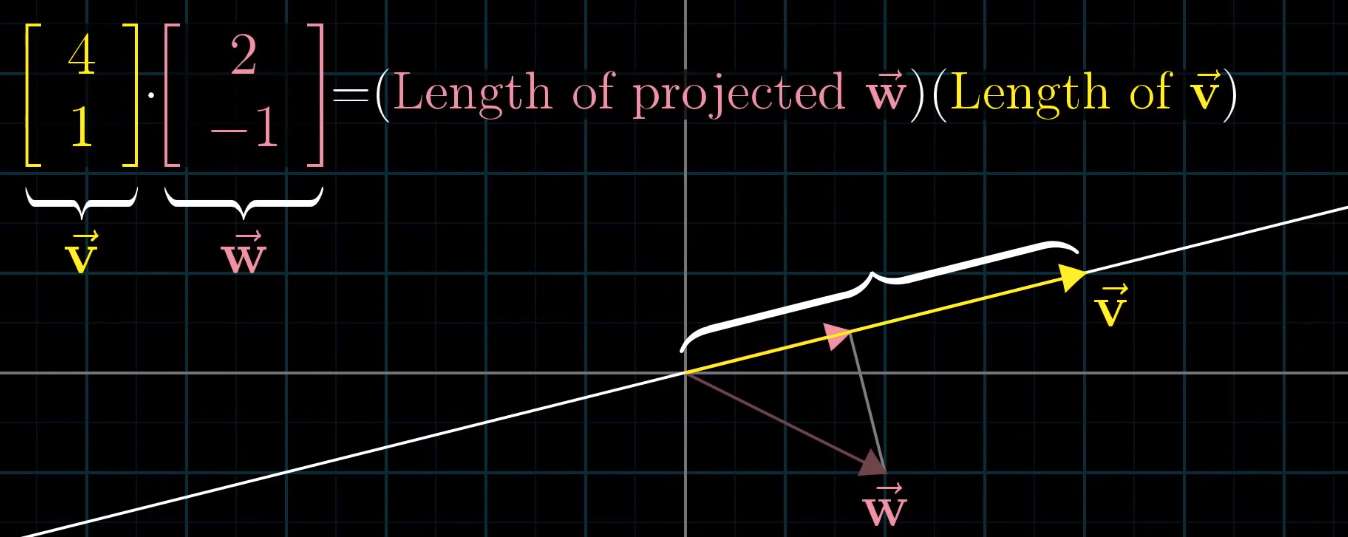 [4 1] · [2 -1] = (Length of projected w⃗)(Length of v⃗)
v⃗ w⃗
v⃗
w⃗